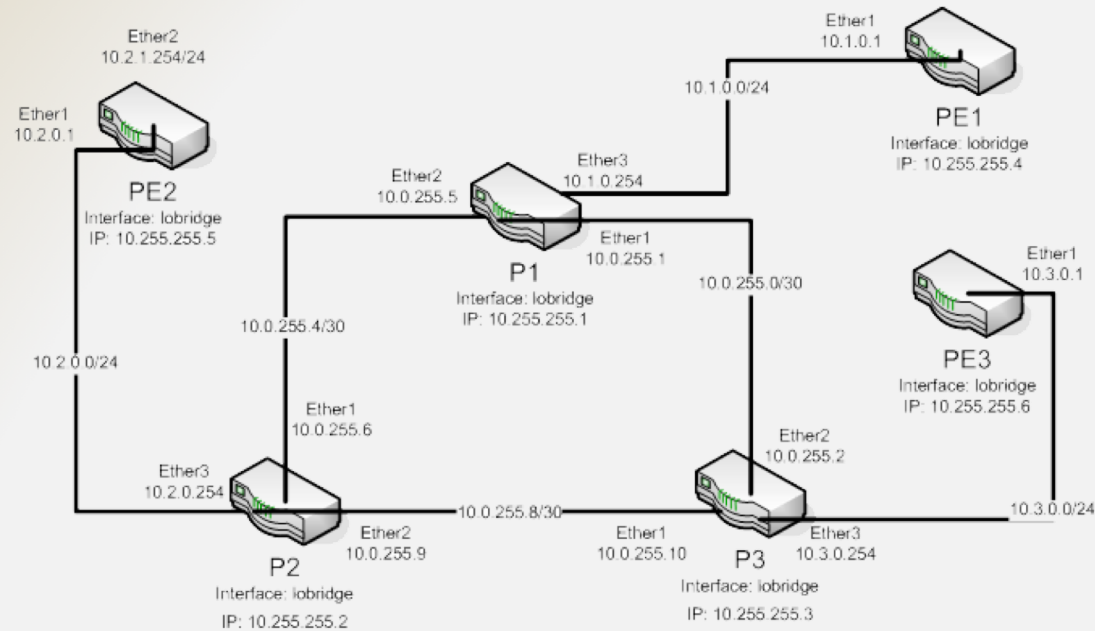 Ether2
10.2.1.254/24
Ether1
10.2.0.1
PE2
Interface: lobridge
IP: 10.255.255.5
Ether1
10.1.0.1
10.1.0.0/24
PE1
Interface: lobridge
IP: 10.255.255.4
Ether2
10.0.255.5
Ether3
10.1.0.254
Ether1
10.0.255.1
P1
Interface: lobridge
IP: 10.255.255.1
10.0.255.0/30
Ether1
10.3.0.1
PE3
Interface: lobridge
IP: 10.255.255.6
10.0.255.4/30
10.2.0.0/24
Ether1
10.0.255.6
Ether3
10.2.0.254
Ether2
10.0.255.9
P2
Interface: lobridge
IP: 10.255.255.2
10.0.255.8/30
Ether2
10.0.255.2
Ether1
10.0.255.10
Ether3
10.3.0.254
P3
Interface: lobridge
IP: 10.255.255.3
10.3.0.0/24